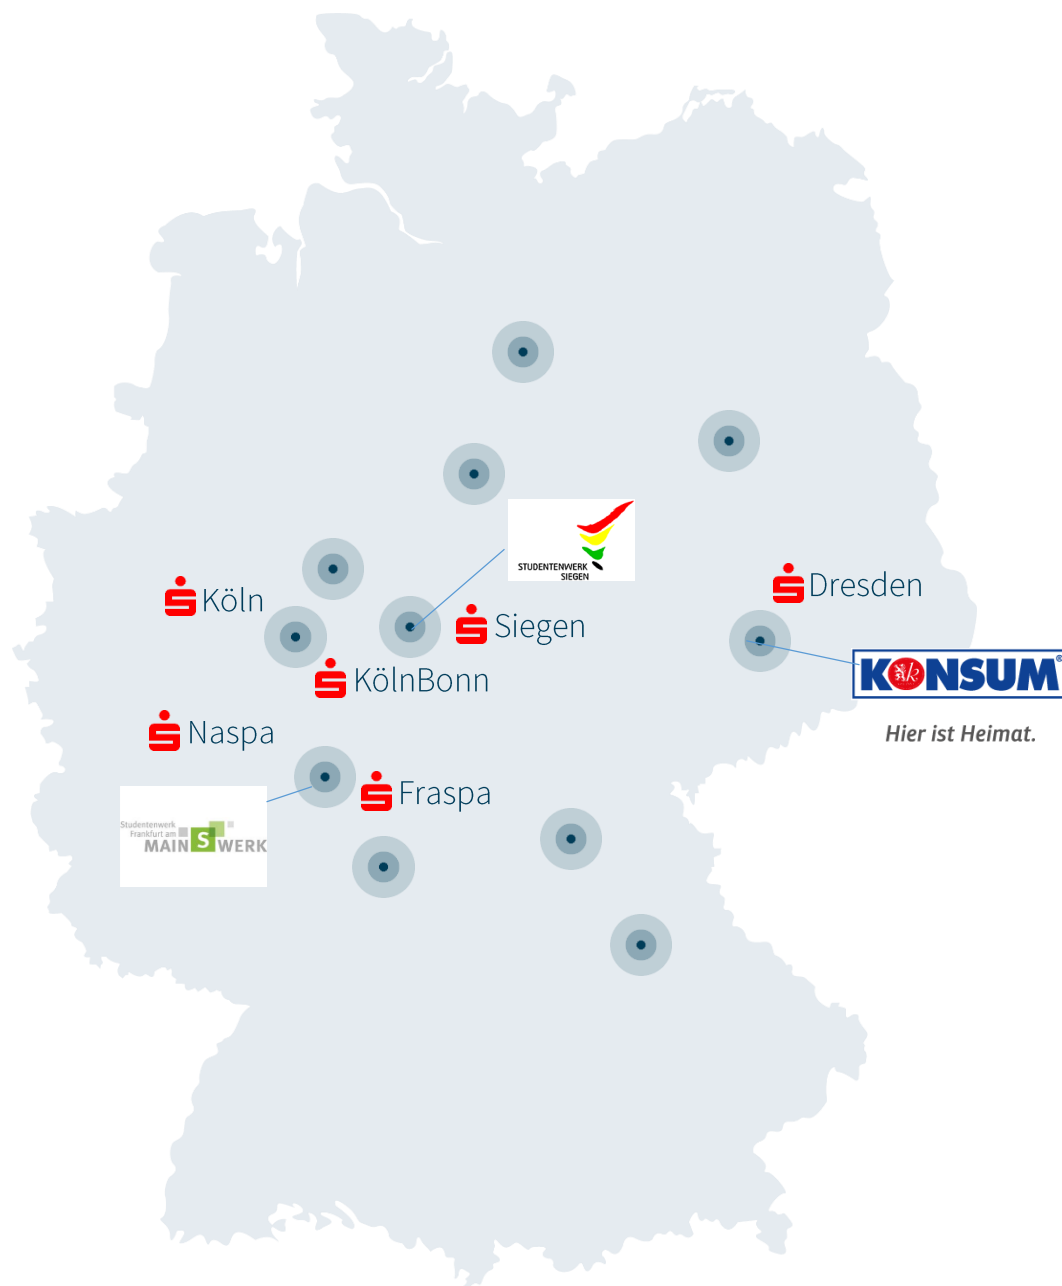 STUDENTENWERK
SIEGEN
Dresden
Köln
Siegen
KONSUM®
KölnBonn
Hier ist Heimat.
Naspa
Fraspa
Studentenwerk
Frankfurt am
MAIN S WERK